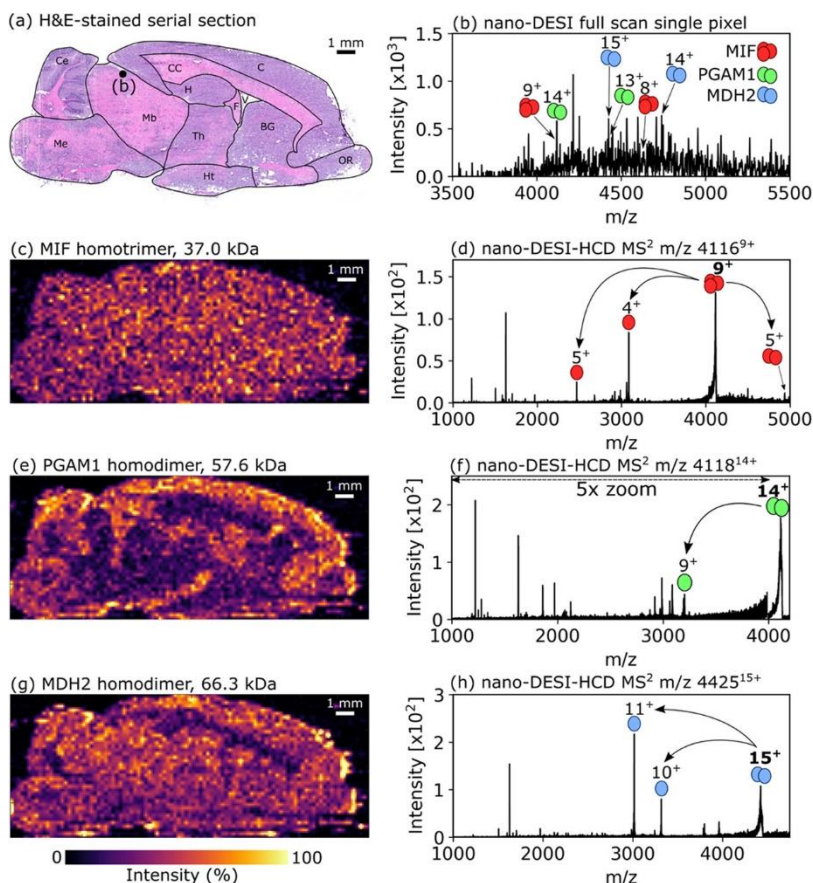 (a) H&E-stained serial section
1 mm
Ce
CC
C
(b)
H
F
V
Mb
Th
BG
Me
Ht
OR
(b) nano-DESI full scan single pixel
Intensity [x10³]
1.5
1.0
0.5
0.0
15⁺
14⁺
MIF
PGAM1
MDH2
9⁺
14⁺
13⁺
8⁺
3500 4000 4500 5000 5500
m/z
(c) MIF homotrimer, 37.0 kDa
1 mm
(d) nano-DESI-HCD MS² m/z 4116⁹⁺
Intensity [x10²]
1.5
1.0
0.5
0.0
9⁺
4⁺
5⁺
5⁺
1000 2000 3000 4000 5000
m/z
(e) PGAM1 homodimer, 57.6 kDa
1 mm
(f) nano-DESI-HCD MS² m/z 4118¹⁴⁺
Intensity [x10²]
2
1
0
5x zoom
14⁺
9⁺
1000 2000 3000 4000
m/z
(g) MDH2 homodimer, 66.3 kDa
1 mm
0 100
Intensity (%)
(h) nano-DESI-HCD MS² m/z 4425¹⁵⁺
Intensity [x10²]
3
2
1
0
11⁺
10⁺
15⁺
1000 2000 3000 4000
m/z